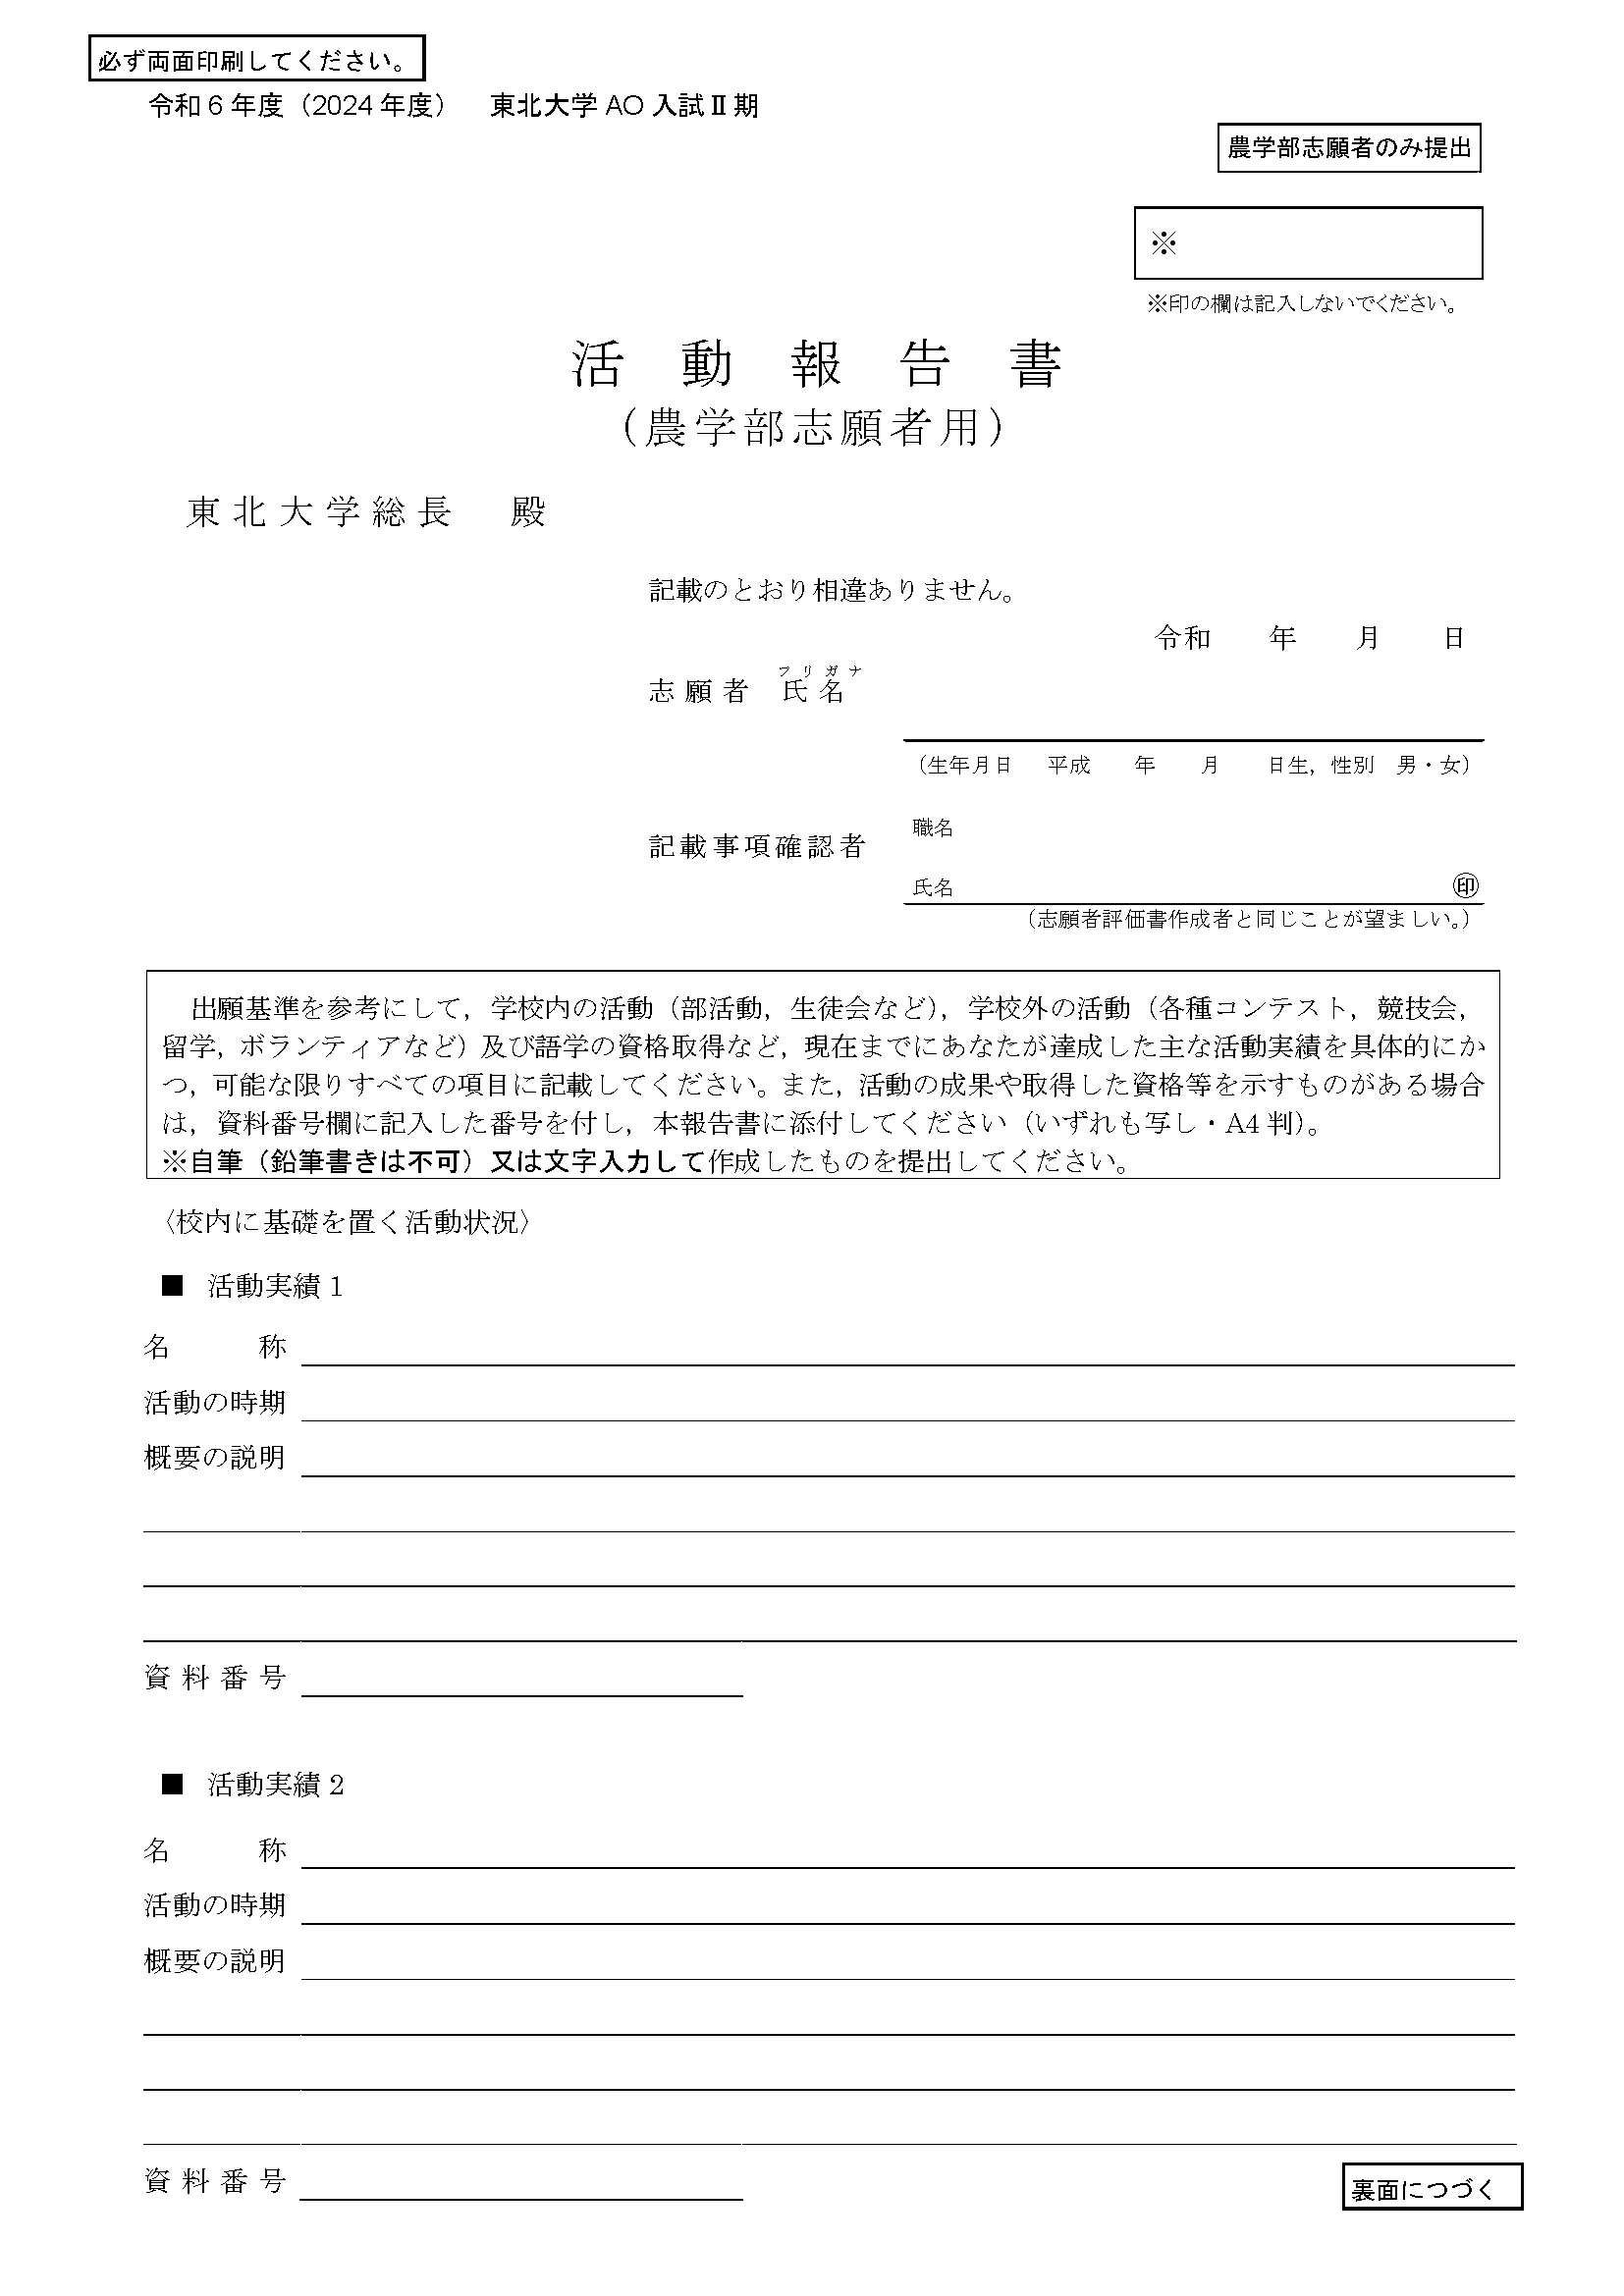 必ず両面印刷してください。
令和6年度（2024年度）　東北大学AO入試Ⅱ期
農学部志願者のみ提出
※
※印の欄は記入しないでください。
活動報告書
（農学部志願者用）
東北大学総長　殿
記載のとおり相違ありません。
令和　　年　　月　　日
フリガナ
志願者　氏名
（生年月日　平成　　年　　月　　日生，性別　男・女）
職名
記載事項確認者
氏名　㊞
（志願者評価書作成者と同じことが望ましい。）
出願基準を参考にして，学校内の活動（部活動，生徒会など），学校外の活動（各種コンテスト，競技会，
留学，ボランティアなど）及び語学の資格取得など，現在までにあなたが達成した主な活動実績を具体的にか
つ，可能な限りすべての項目に記載してください。また，活動の成果や取得した資格等を示すものがある場合
は，資料番号欄に記入した番号を付し，本報告書に添付してください（いずれも写し・A4判）。
※自筆（鉛筆書きは不可）又は文字入力して作成したものを提出してください。
〈校内に基礎を置く活動状況〉
■　活動実績1
名　　　称
活動の時期
概要の説明
資料番号
■　活動実績2
名　　　称
活動の時期
概要の説明
資料番号
裏面につづく